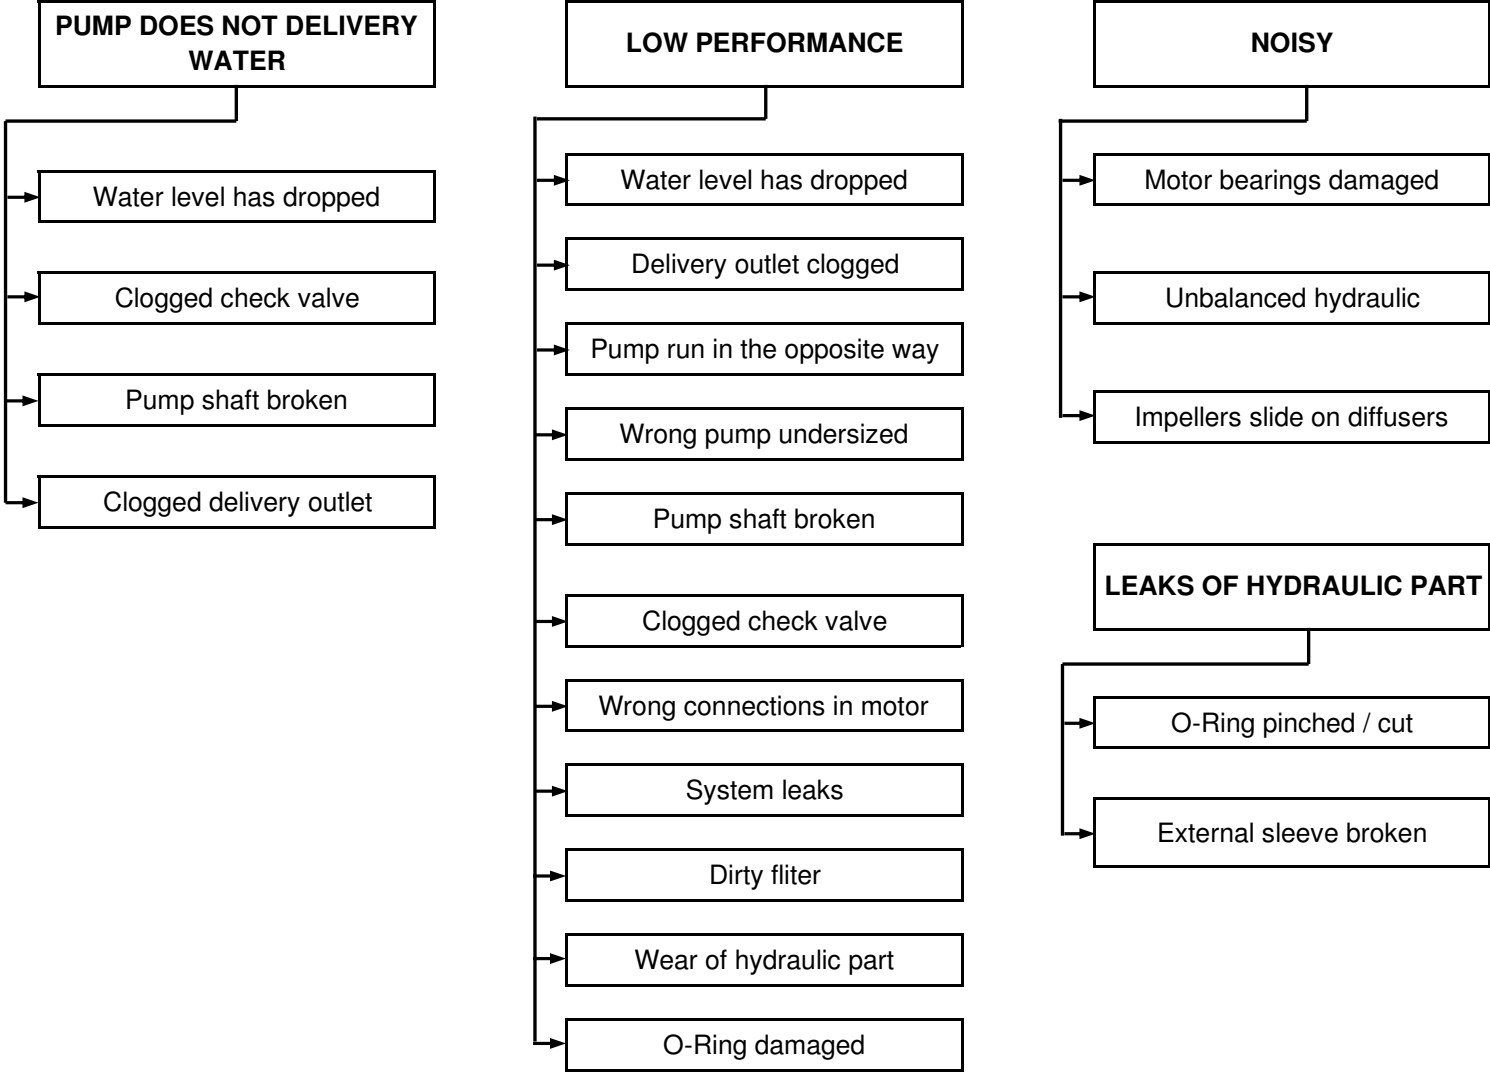 PUMP DOES NOT DELIVERY
WATER
Water level has dropped
Clogged check valve
Pump shaft broken
Clogged delivery outlet
LOW PERFORMANCE
Water level has dropped
Delivery outlet clogged
Pump run in the opposite way
Wrong pump undersized
Pump shaft broken
Clogged check valve
Wrong connections in motor
System leaks
Dirty fliter
Wear of hydraulic part
O-Ring damaged
NOISY
Motor bearings damaged
Unbalanced hydraulic
Impellers slide on diffusers
LEAKS OF HYDRAULIC PART
O-Ring pinched / cut
External sleeve broken